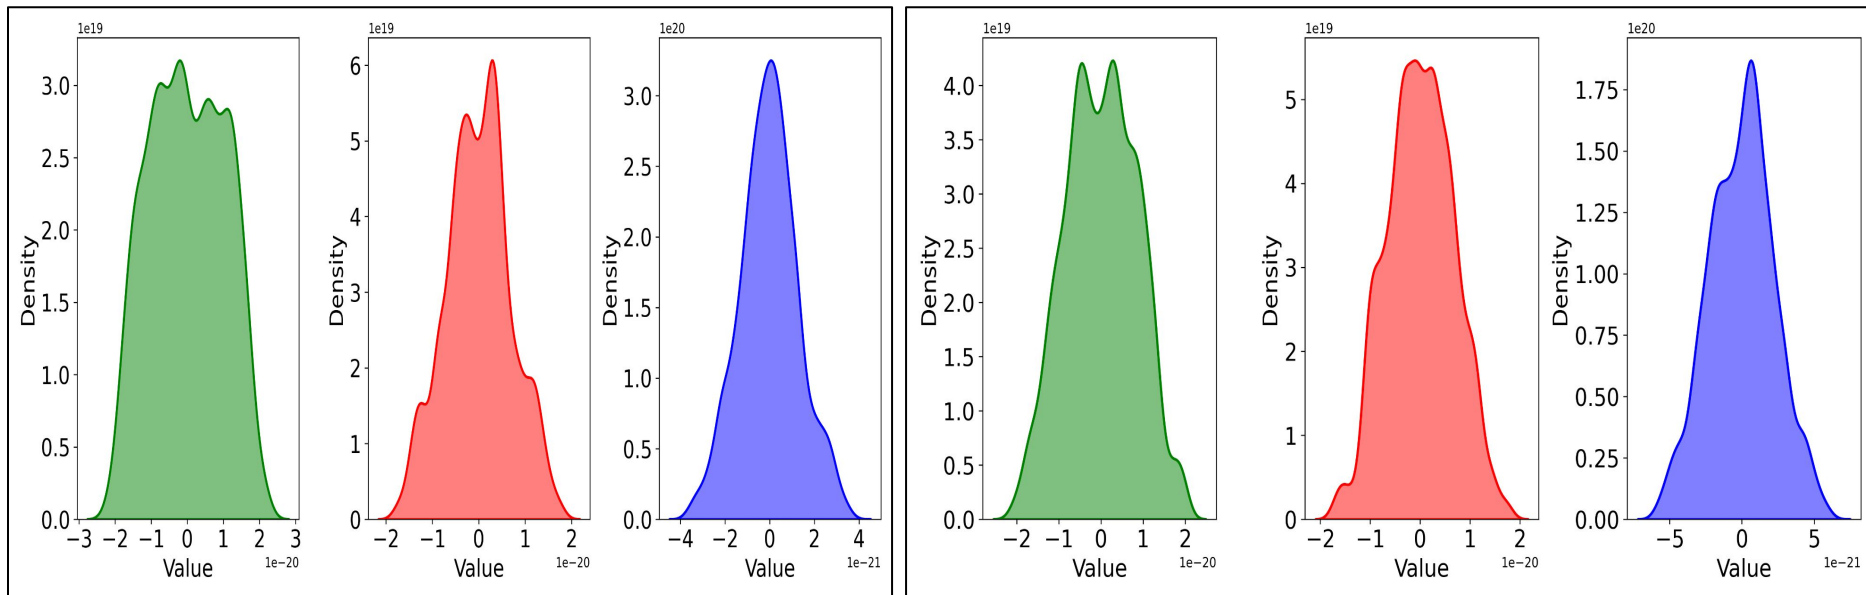 1e19
3.0
2.5
2.0
1.5
1.0
0.5
0.0
Density
−3 −2 −1 0 1 2 3
Value
1e−20
1e19
6
5
4
3
2
1
0
Density
−2 −1 0 1 2
Value
1e−20
1e20
3.0
2.5
2.0
1.5
1.0
0.5
0.0
Density
−4 −2 0 2 4
Value
1e−21
1e19
4.0
3.5
3.0
2.5
2.0
1.5
1.0
0.5
0.0
Density
−2 −1 0 1 2
Value
1e−20
1e19
5
4
3
2
1
0
Density
−2 −1 0 1 2
Value
1e−20
1e20
1.75
1.50
1.25
1.00
0.75
0.50
0.25
0.00
Density
−5 0 5
Value
1e−21